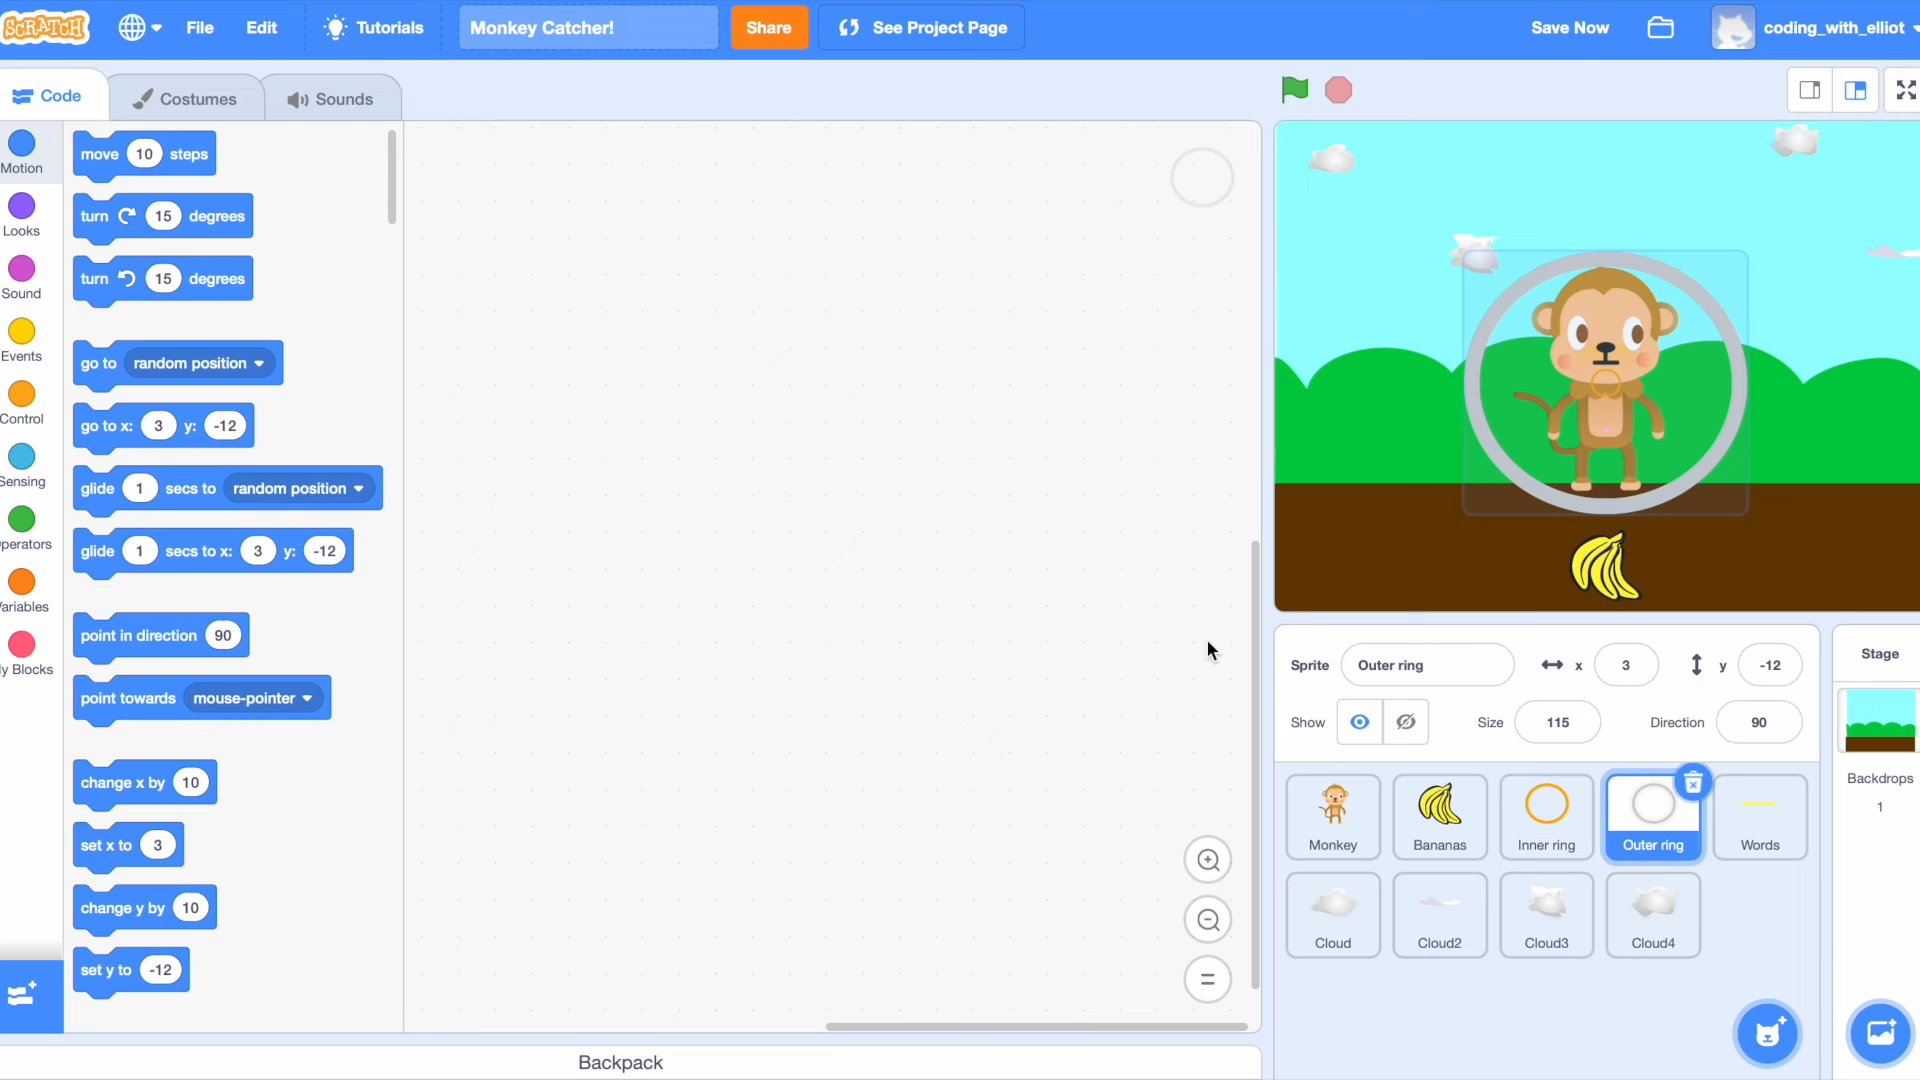 SCRATCH File Edit Tutorials Monkey Catcher! Share See Project Page Save Now coding_with_elliot
Code Costumes Sounds
Motion
Looks
Sound
Events
Control
Sensing
perators
ariables
y Blocks
move 10 steps
turn 15 degrees
turn 15 degrees
go to random position
go to x: 3 y: -12
glide 1 secs to random position
glide 1 secs to x: 3 y: -12
point in direction 90
point towards mouse-pointer
change x by 10
set x to 3
change y by 10
set y to -12
Backpack
Sprite Outer ring x 3 y -12
Show Size 115 Direction 90
Monkey Bananas Inner ring Outer ring Words
Cloud Cloud2 Cloud3 Cloud4
Stage
Backdrops
1